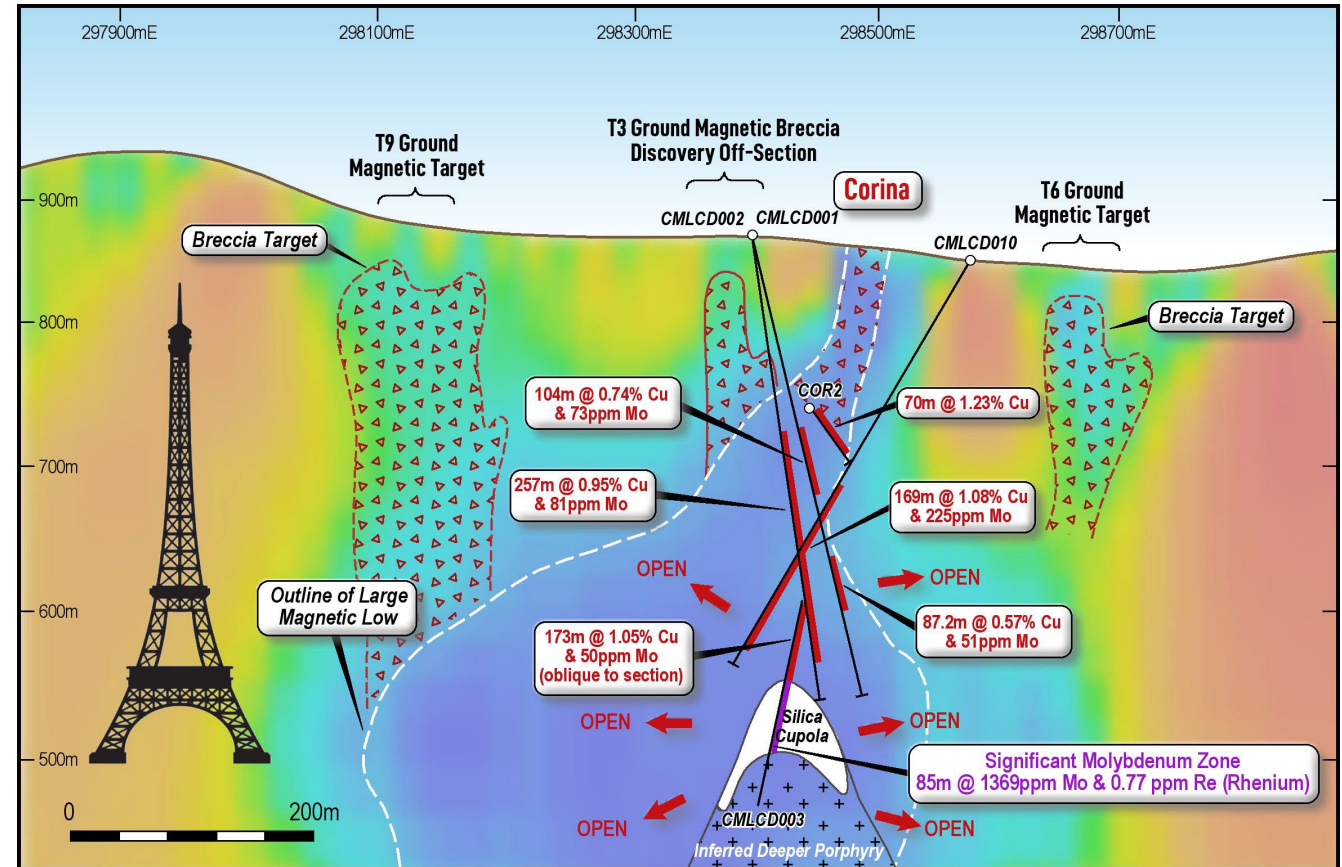 297900mE
298100mE
298300mE
298500mE
298700mE
T9 Ground
Magnetic Target
T3 Ground Magnetic Breccia
Discovery Off-Section
Corina
T6 Ground
Magnetic Target
900m
800m
700m
600m
500m
CMLCD002
CMLCD001
CMLCD010
Breccia Target
Breccia Target
COR2
104m @ 0.74% Cu
& 73ppm Mo
70m @ 1.23% Cu
257m @ 0.95% Cu
& 81ppm Mo
169m @ 1.08% Cu
& 225ppm Mo
OPEN
OPEN
Outline of Large
Magnetic Low
173m @ 1.05% Cu
& 50ppm Mo
(oblique to section)
87.2m @ 0.57% Cu
& 51ppm Mo
OPEN
Silica
Cupola
OPEN
Significant Molybdenum Zone
85m @ 1369ppm Mo & 0.77 ppm Re (Rhenium)
0
200m
OPEN
CMLCD003
OPEN
Inferred Deeper Porphyry